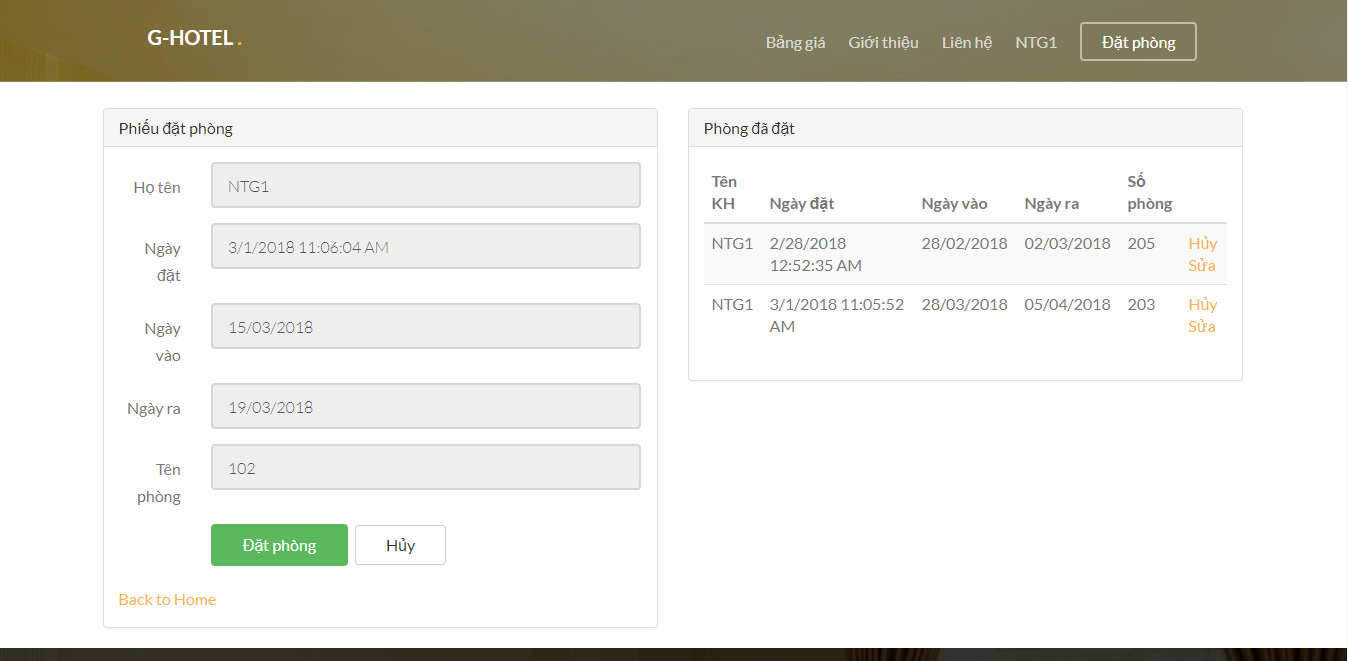 G-HOTEL .
Bảng giá Giới thiệu Liên hệ NTG1 Đặt phòng
Phiếu đặt phòng
Họ tên NTG1
Ngày đặt 3/1/2018 11:06:04 AM
Ngày vào 15/03/2018
Ngày ra 19/03/2018
Tên phòng 102
Đặt phòng Hủy
Back to Home
Phòng đã đặt
Tên KH Ngày đặt Ngày vào Ngày ra Số phòng
NTG1 2/28/2018 12:52:35 AM 28/02/2018 02/03/2018 205 Hủy Sửa
NTG1 3/1/2018 11:05:52 AM 28/03/2018 05/04/2018 203 Hủy Sửa